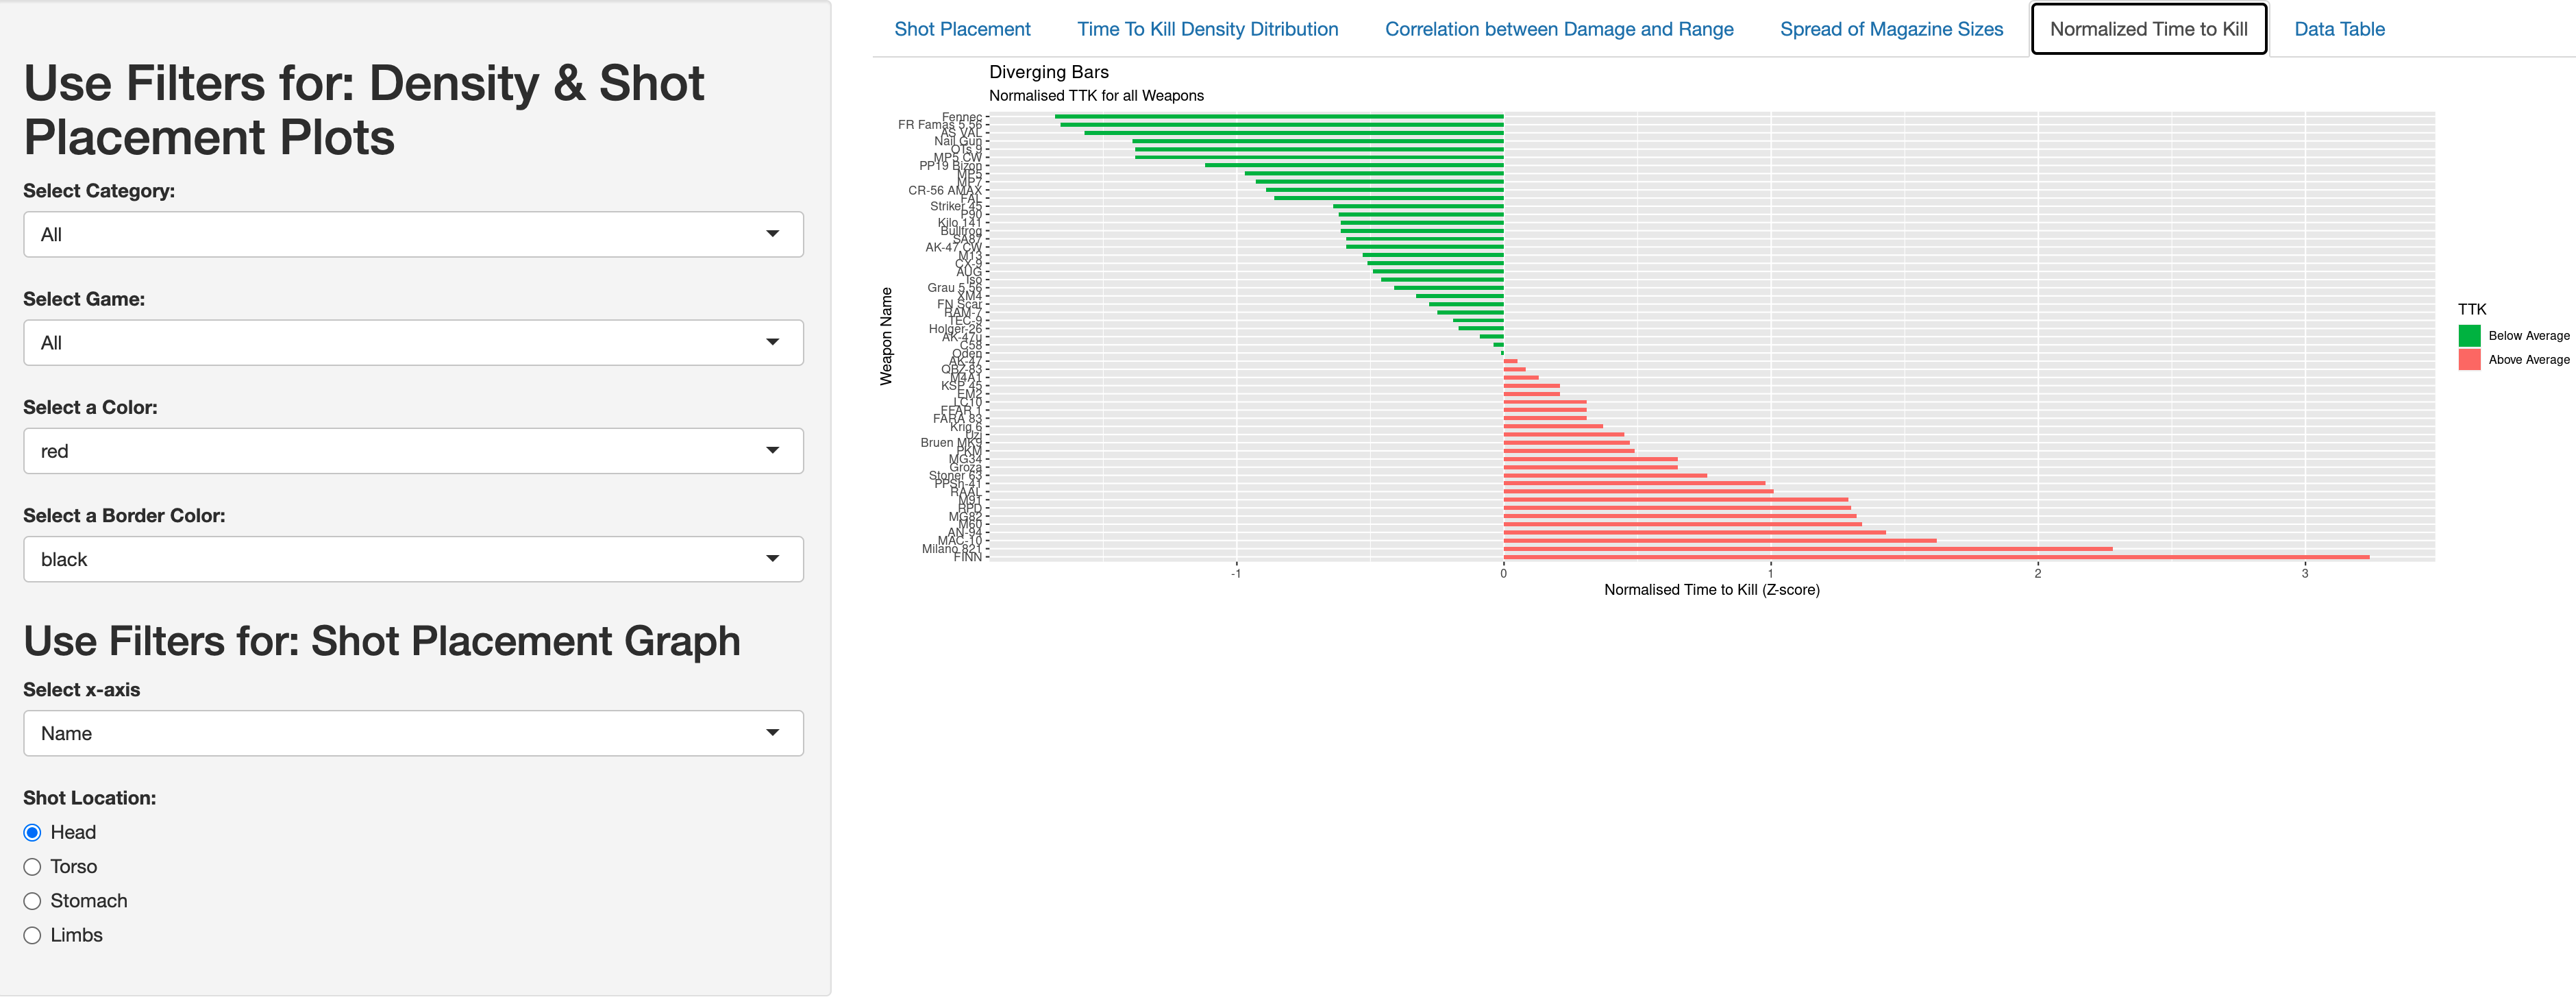 Use Filters for: Density & Shot
Placement Plots
Select Category:
All
Select Game:
All
Select a Color:
red
Select a Border Color:
black
Use Filters for: Shot Placement Graph
Select x-axis
Name
Shot Location:
Head
Torso
Stomach
Limbs
Shot Placement
Time To Kill Density Ditribution
Correlation between Damage and Range
Spread of Magazine Sizes
Normalized Time to Kill
Data Table
Diverging Bars
Normalised TTK for all Weapons
Weapon Name
Fennec
FR Famas 5.56
AS VAL
Nail Gun
OTs 9
MP5 CW
PP19 Bizon
MP5
MP7
CR-56 AMAX
FAL
Striker 45
P90
Kilo 141
Bullfrog
SA87
AK-47 CW
M13
CX-9
AUG
Iso
Grau 5.56
XM4
FN Scar
RAM-7
TEC-9
Holger-26
AK-47u
C58
Oden
AK-47
QBZ-83
M4A1
KSP 45
EM2
LC10
FFAR 1
FARA 83
Krig 6
Uzi
Bruen MK9
PKM
MG34
Groza
Stoner 63
PPSh-41
RAAL
M91
RPD
MG82
M60
AN-94
MAC-10
Milano 821
FINN
-1
0
1
2
3
Normalised Time to Kill (Z-score)
TTK
Below Average
Above Average